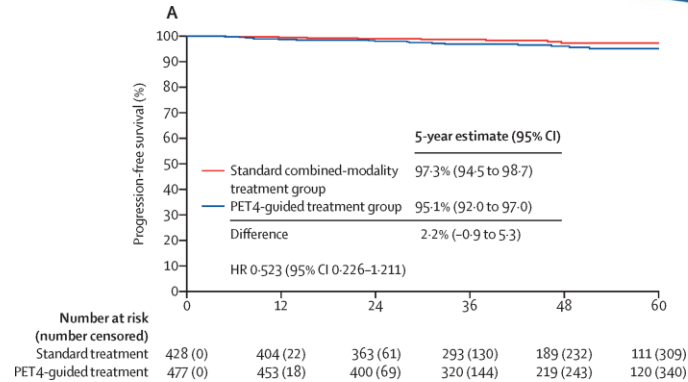 A
Progression-free survival (%)
100
90
80
70
60
50
40
30
20
10
0
5-year estimate (95% CI)
Standard combined-modality treatment group
97·3% (94·5 to 98·7)
PET4-guided treatment group
95·1% (92·0 to 97·0)
Difference
2·2% (–0·9 to 5·3)
HR 0·523 (95% CI 0·226–1·211)
0 12 24 36 48 60
Number at risk
(number censored)
Standard treatment 428 (0) 404 (22) 363 (61) 293 (130) 189 (232) 111 (309)
PET4-guided treatment 477 (0) 453 (18) 400 (69) 320 (144) 219 (243) 120 (340)